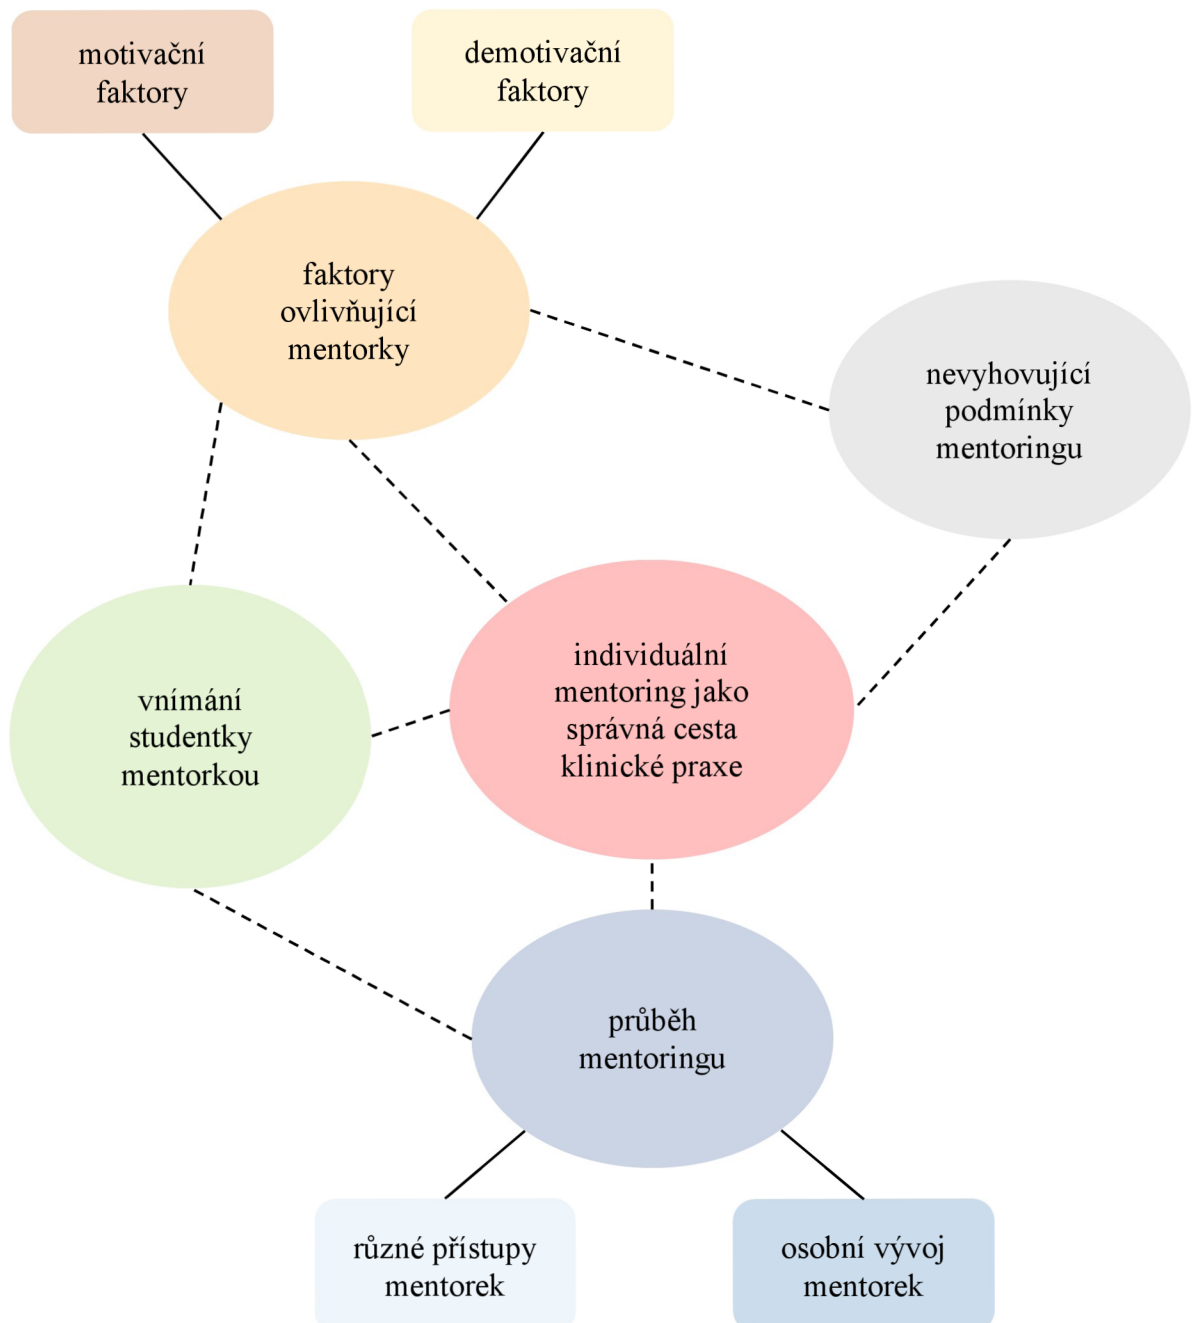 motivační
faktory
demotivační
faktory
faktory
ovlivňující
mentorky
nevyhovující
podmínky
mentoringu
vnímání
studentky
mentorkou
individuální
mentoring jako
správná cesta
klinické praxe
průběh
mentoringu
různé přístupy
mentorek
osobní vývoj
mentorek